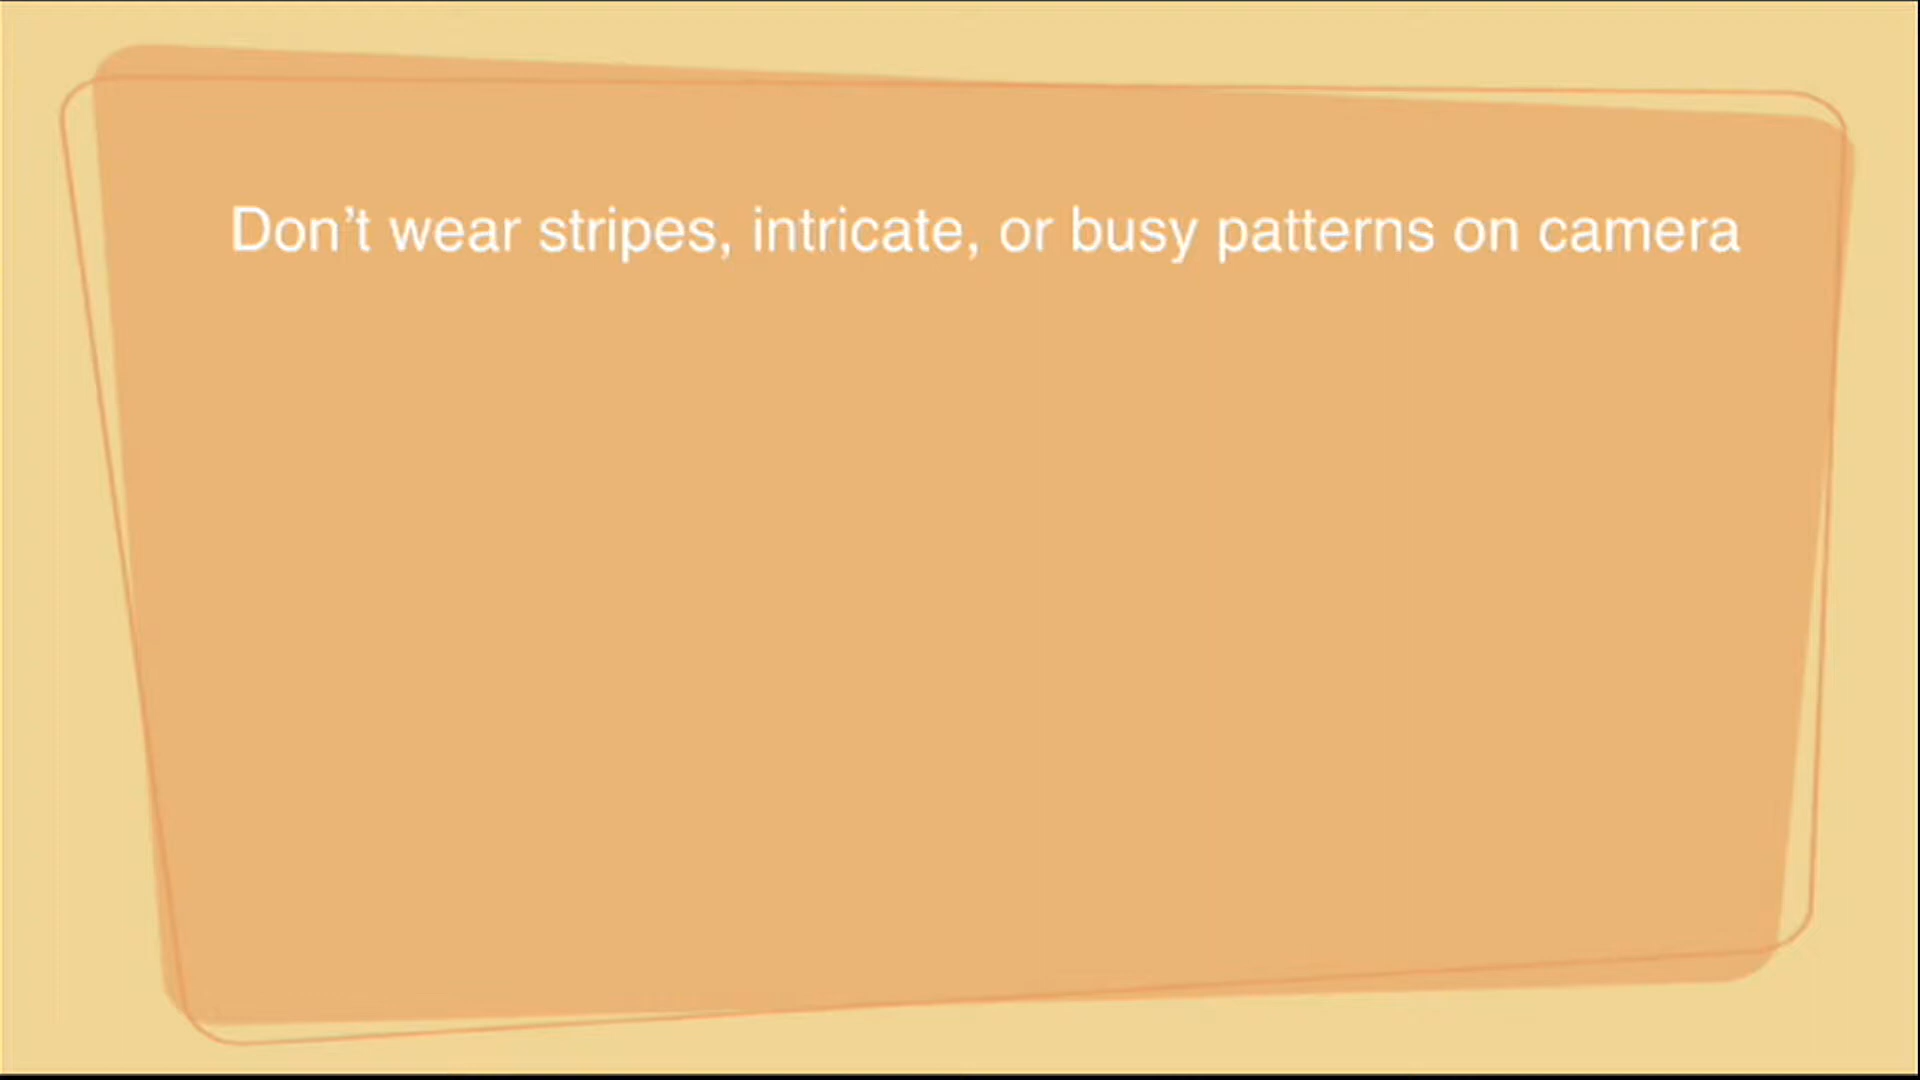 Don’t wear stripes, intricate, or busy patterns on camera